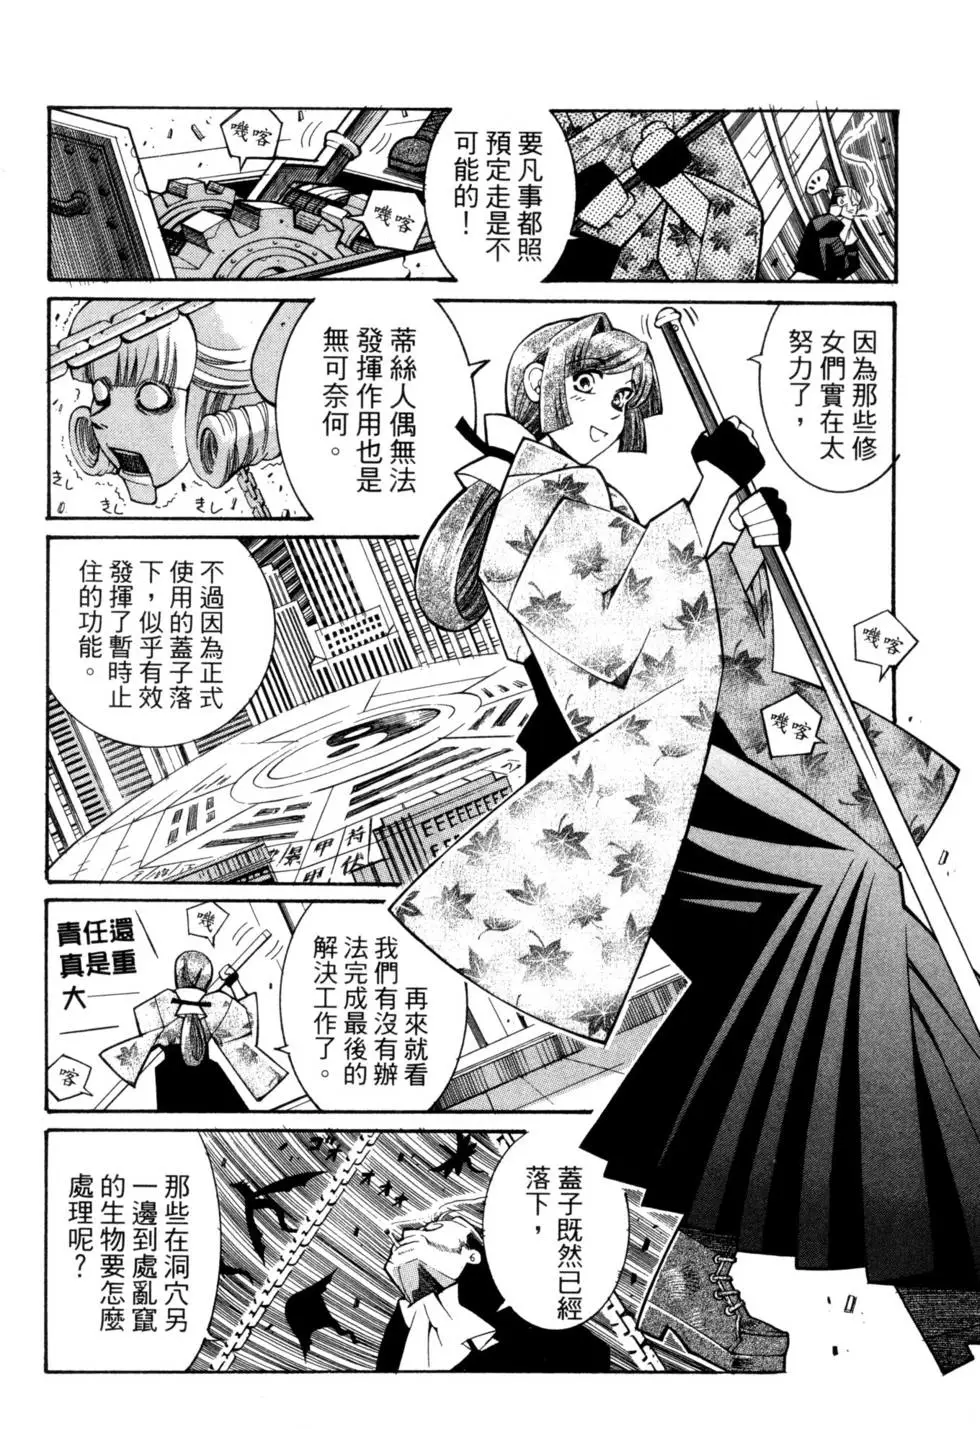 要凡事都照
預定走是不
可能的！
嘰喀
嘰喀
因為那些修
女們實在太
努力了，
蒂絲人偶無法
發揮作用也是
無可奈何。
きし
きし
きし
きし
嘰喀
嘰喀
不過因為正式
使用的蓋子落
下，似乎有效
發揮了暫時止
住的功能。
再來就看
我們有沒有辦
法完成最後的
解決工作了。
嘰
責任還
真是重
大
喀
蓋子既然已經
落下，
那些在洞穴另
一邊到處亂竄
的生物要怎麼
處理呢？